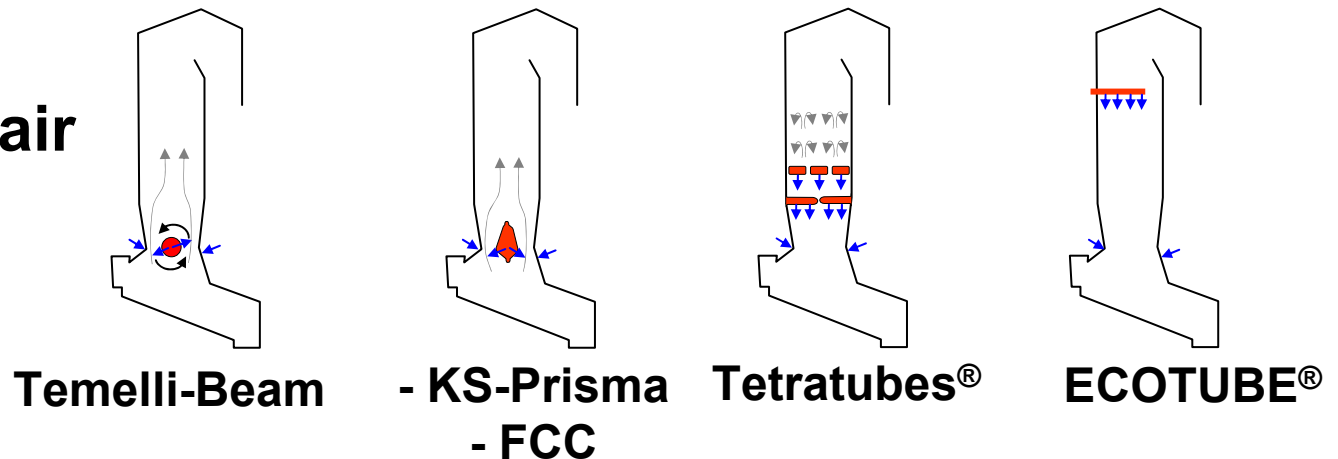 air
Temelli-Beam
- KS-Prisma
- FCC
Tetratubes®
ECOTUBE®